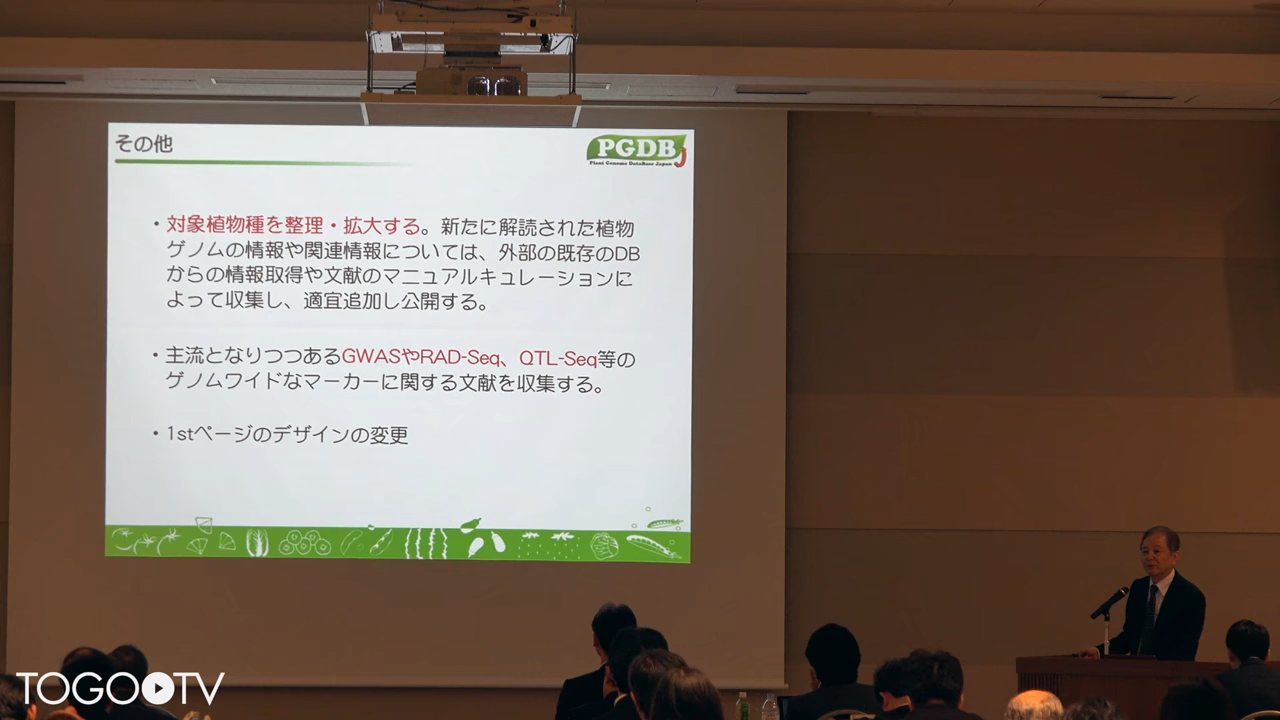 その他
PGDBj
Plant Genome DataBase Japan
・対象植物種を整理・拡大する。新たに解読された植物
ゲノムの情報や関連情報については、外部の既存のDB
からの情報取得や文献のマニュアルキュレーションに
よって収集し、適宜追加し公開する。
・主流となりつつあるGWASやRAD-Seq、QTL-Seq等の
ゲノムワイドなマーカーに関する文献を収集する。
・1stページのデザインの変更
TOGO TV